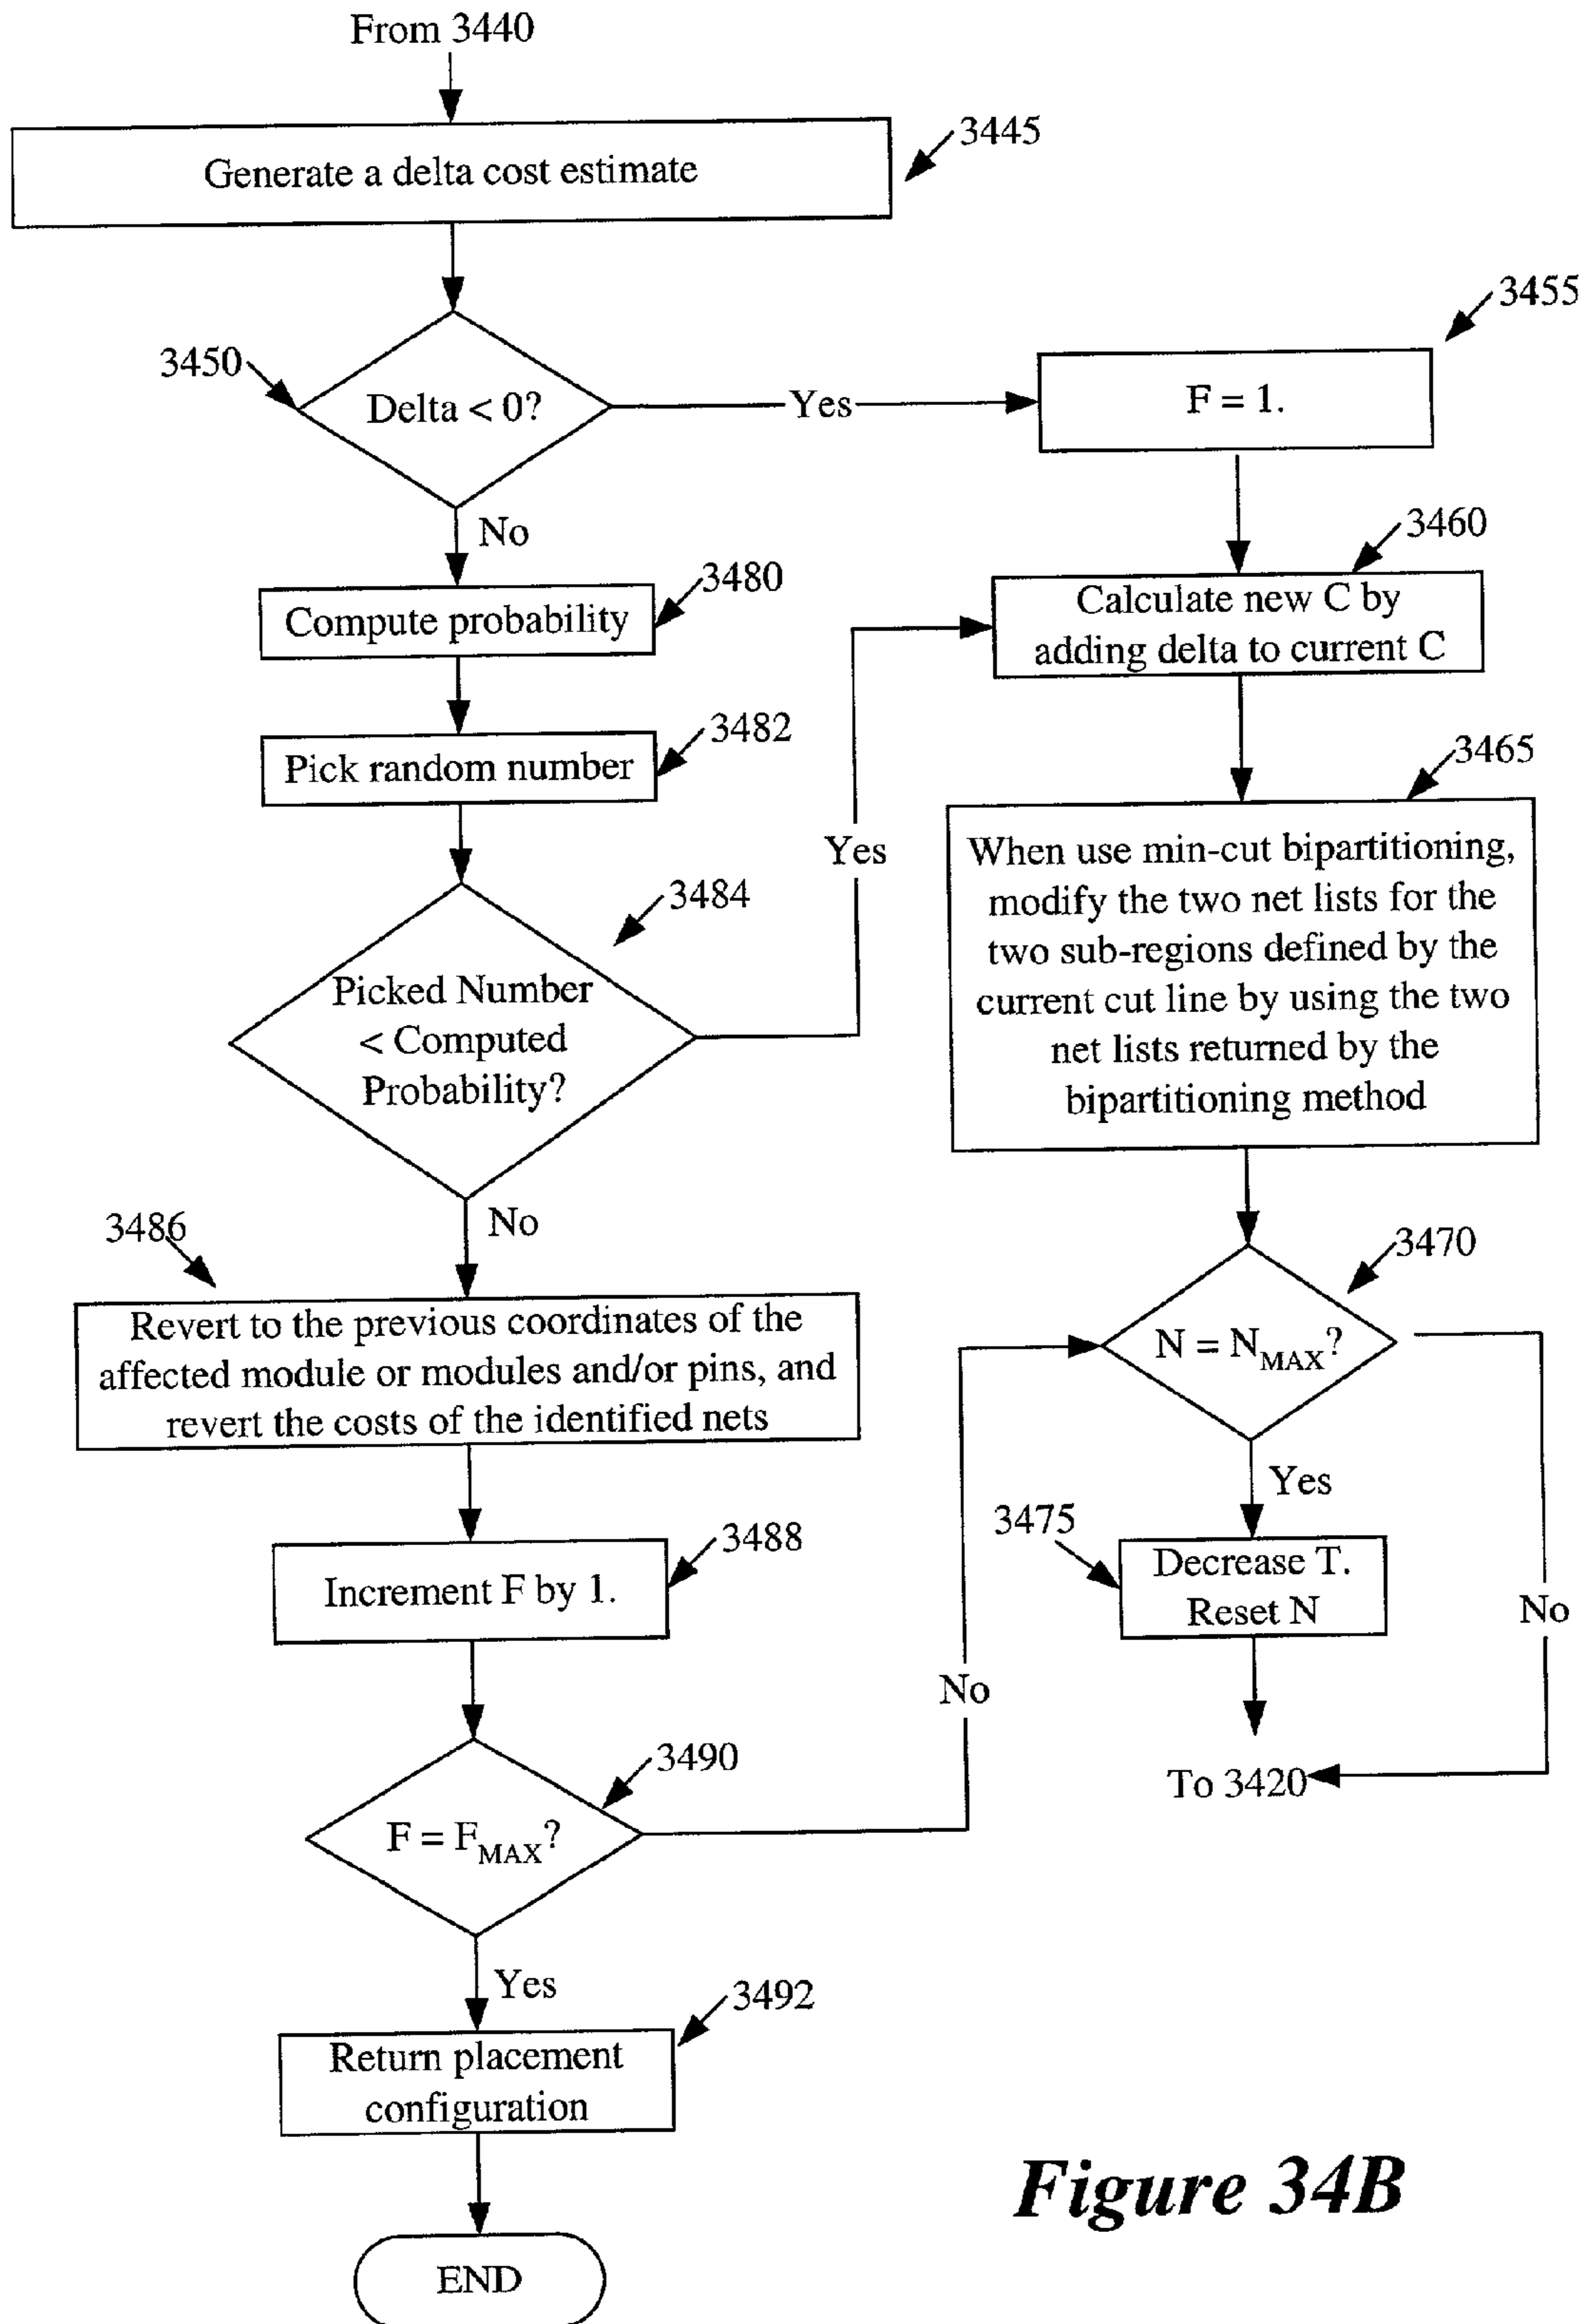 From 3440
3445
Generate a delta cost estimate
3455
3450
Delta < 0?
Yes
F = 1.
No
3460
3480
Calculate new C by
adding delta to current C
Compute probability
3482
Pick random number
3465
Yes
When use min-cut bipartitioning,
modify the two net lists for the
two sub-regions defined by the
current cut line by using the two
net lists returned by the
bipartitioning method
3484
Picked Number
< Computed
Probability?
No
3486
3470
Revert to the previous coordinates of the
affected module or modules and/or pins, and
revert the costs of the identified nets
N = NMAX?
Yes
3475
3488
Decrease T.
Reset N
Increment F by 1.
No
No
3490
To 3420
F = FMAX?
Yes
3492
Return placement
configuration
Figure 34B
END